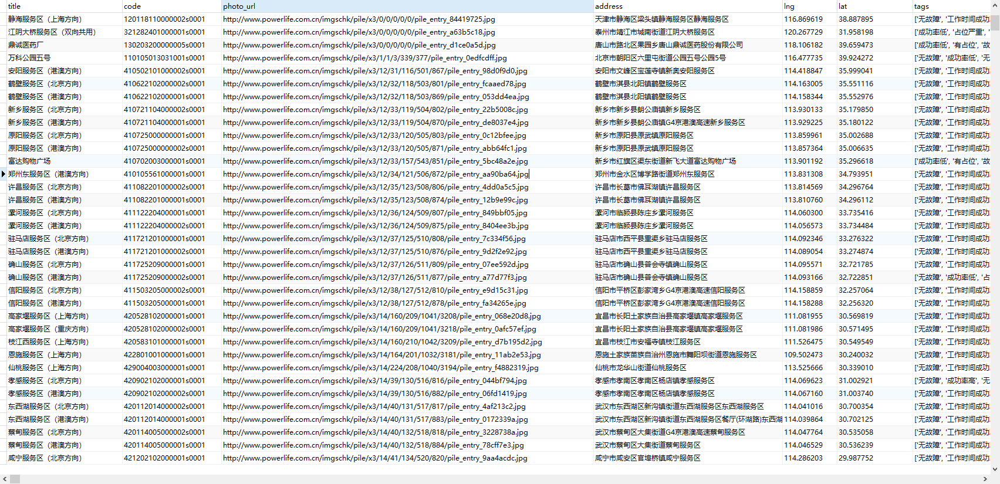 title code photo_url address lng lat tags
静海服务区（上海方向） 120118110000002s0001 http://www.powerlife.com.cn/imgschk/pile/x3/0/0/0/0/0/pile_entry_84419725.jpg 天津市静海区梁头镇静海服务区静海服务区 116.869619 38.887895 ['无故障', '工作时间成功
江阴大桥服务区（双向共用） 321282401000001s0001 http://www.powerlife.com.cn/imgschk/pile/x3/0/0/0/0/0/pile_entry_a63b5c18.jpg 泰州市靖江市城南街道江阴大桥服务区 120.267729 31.958198 ['成功率低', '占位严重', '
鼎诚医药厂 130203200000005s0001 http://www.powerlife.com.cn/imgschk/pile/x3/0/0/0/0/0/pile_entry_d1ce0a5d.jpg 唐山市路北区果园乡唐山鼎诚医药股份有限公司 118.106182 39.659473 ['成功率低', '有占位', '故
万科公园五号 110105013031001s0001 http://www.powerlife.com.cn/imgschk/pile/x3/1/1/3/339/377/pile_entry_0edfcdff.jpg 北京市朝阳区六里屯街道公园五号公园5号 116.477735 39.924272 ['无故障', '成功率低', '无
安阳服务区（港澳方向） 410502101000002s0001 http://www.powerlife.com.cn/imgschk/pile/x3/12/31/116/501/867/pile_entry_98d0f9d0.jpg 安阳市文峰区宝莲寺镇新奥安阳服务区 114.418847 35.999041 ['无故障', '工作时间成功
鹤壁服务区（北京方向） 410622102000002s0001 http://www.powerlife.com.cn/imgschk/pile/x3/12/32/118/503/801/pile_entry_fcaaed78.jpg 鹤壁市淇县北阳镇鹤壁服务区 114.163005 35.551116 ['无故障', '工作时间成功
鹤壁服务区（港澳方向） 410622102000001s0001 http://www.powerlife.com.cn/imgschk/pile/x3/12/32/118/503/869/pile_entry_053dd4ea.jpg 鹤壁市淇县北阳镇鹤壁服务区 114.158344 35.552976 ['无故障', '工作时间成功
新乡服务区（北京方向） 410721104000002s0001 http://www.powerlife.com.cn/imgschk/pile/x3/12/33/119/504/802/pile_entry_22b5008c.jpg 新乡市新乡县朗公庙镇新乡服务区 113.930133 35.179850 ['无故障', '工作时间成功
新乡服务区（港澳方向） 410721104000001s0001 http://www.powerlife.com.cn/imgschk/pile/x3/12/33/119/504/870/pile_entry_de8037e4.jpg 新乡市新乡县朗公庙镇G4京港澳高速新乡服务区 113.929225 35.180122 ['无故障', '工作时间成功
原阳服务区（北京方向） 410725000000001s0001 http://www.powerlife.com.cn/imgschk/pile/x3/12/33/120/505/803/pile_entry_0c12bfee.jpg 新乡市原阳县原武镇原阳服务区 113.859961 35.002688 ['无故障', '工作时间成功
原阳服务区（港澳方向） 410725000000002s0001 http://www.powerlife.com.cn/imgschk/pile/x3/12/33/120/505/871/pile_entry_abb64fc1.jpg 新乡市原阳县原武镇原阳服务区 113.857364 35.006635 ['无故障', '工作时间成功
富达购物广场 410702003000001s0001 http://www.powerlife.com.cn/imgschk/pile/x3/12/33/157/543/851/pile_entry_5bc48a2e.jpg 新乡市红旗区渠东街道新飞大道富达购物广场 113.901192 35.296618 ['成功率低', '有占位', '故
郑州东服务区（港澳方向） 410105561000001s0001 http://www.powerlife.com.cn/imgschk/pile/x3/12/34/121/506/872/pile_entry_aa90ba64.jpg 郑州市金水区博学路街道郑州东服务区 113.831308 34.793951 ['无故障', '工作时间成功
许昌服务区（北京方向） 411082201000002s0001 http://www.powerlife.com.cn/imgschk/pile/x3/12/35/123/508/806/pile_entry_4dd0a5c5.jpg 许昌市长葛市佛耳湖镇许昌服务区 113.814569 34.296764 ['无故障', '工作时间成功
许昌服务区（港澳方向） 411082201000001s0001 http://www.powerlife.com.cn/imgschk/pile/x3/12/35/123/508/874/pile_entry_12b9e99c.jpg 许昌市长葛市佛耳湖镇许昌服务区 113.810760 34.296112 ['无故障', '工作时间成功
漯河服务区（北京方向） 411122204000001s0001 http://www.powerlife.com.cn/imgschk/pile/x3/12/36/124/509/807/pile_entry_849bbf05.jpg 漯河市临颍县陈庄乡漯河服务区 114.060300 33.735416 ['无故障', '工作时间成功
漯河服务区（港澳方向） 411122204000002s0001 http://www.powerlife.com.cn/imgschk/pile/x3/12/36/124/509/875/pile_entry_8404ee3b.jpg 漯河市临颍县陈庄乡漯河服务区 114.056573 33.734484 ['无故障', '工作时间成功
驻马店服务区（北京方向） 411721201000001s0001 http://www.powerlife.com.cn/imgschk/pile/x3/12/37/125/510/808/pile_entry_7c334f56.jpg 驻马店市西平县重渠乡驻马店服务区 114.092346 33.276322 ['无故障', '工作时间成功
驻马店服务区（港澳方向） 411721201000002s0001 http://www.powerlife.com.cn/imgschk/pile/x3/12/37/125/510/876/pile_entry_9d2f2e92.jpg 驻马店市西平县重渠乡驻马店服务区 114.089054 33.274874 ['无故障', '工作时间成功
确山服务区（北京方向） 411725209000001s0001 http://www.powerlife.com.cn/imgschk/pile/x3/12/37/126/511/809/pile_entry_07ee592d.jpg 驻马店市确山县普会寺镇确山服务区 114.095571 32.721785 ['无故障', '工作时间成功
确山服务区（港澳方向） 411725209000002s0001 http://www.powerlife.com.cn/imgschk/pile/x3/12/37/126/511/877/pile_entry_a77d77f3.jpg 驻马店市确山县普会寺镇确山服务区 114.093166 32.722851 ['无故障', '成功率低', '占
信阳服务区（北京方向） 411503205000002s0001 http://www.powerlife.com.cn/imgschk/pile/x3/12/38/127/512/810/pile_entry_e9d15c31.jpg 信阳市平桥区彭家湾乡G4京港澳高速信阳服务区 114.158859 32.257064 ['无故障', '工作时间成功
信阳服务区（港澳方向） 411503205000001s0001 http://www.powerlife.com.cn/imgschk/pile/x3/12/38/127/512/878/pile_entry_fa34265e.jpg 信阳市平桥区彭家湾乡G4京港澳高速信阳服务区 114.158288 32.256320 ['无故障', '工作时间成功
高家堰服务区（上海方向） 420528102000001s0001 http://www.powerlife.com.cn/imgschk/pile/x3/14/160/209/1041/3208/pile_entry_068e20d8.jpg 宜昌市长阳土家族自治县高家堰镇高家堰服务区 111.081955 30.569819 ['无故障', '工作时间成功
高家堰服务区（重庆方向） 420528102000002s0001 http://www.powerlife.com.cn/imgschk/pile/x3/14/160/209/1041/3218/pile_entry_0afc57ef.jpg 宜昌市长阳土家族自治县高家堰镇高家堰服务区 111.081986 30.571495 ['无故障', '工作时间成功
枝江西服务区（上海方向） 420583101000001s0001 http://www.powerlife.com.cn/imgschk/pile/x3/14/160/210/1042/3209/pile_entry_d7b195d2.jpg 宜昌市枝江市安福寺镇枝江服务区 111.526475 30.549549 ['无故障', '工作时间成功
恩施服务区（上海方向） 422801001000001s0001 http://www.powerlife.com.cn/imgschk/pile/x3/14/164/201/1032/3181/pile_entry_11ab2e53.jpg 恩施土家族苗族自治州恩施市舞阳坝街道恩施服务区 109.502473 30.240032 ['无故障', '工作时间成功
仙桃服务区（上海方向） 429004003000001s0001 http://www.powerlife.com.cn/imgschk/pile/x3/14/224/208/1040/3194/pile_entry_f4882319.jpg 仙桃市龙华山街道仙桃服务区 113.525666 30.339010 ['无故障', '工作时间成功
孝感服务区（北京方向） 420902102000001s0001 http://www.powerlife.com.cn/imgschk/pile/x3/14/39/130/516/816/pile_entry_044bf794.jpg 孝感市孝南区孝南区杨店镇孝感服务区 114.069623 31.002921 ['无故障', '成功率高', '无
孝感服务区（港澳方向） 420902102000002s0001 http://www.powerlife.com.cn/imgschk/pile/x3/14/39/130/516/882/pile_entry_06fd1419.jpg 孝感市孝南区孝南区杨店镇孝感服务区 114.067160 31.003740 ['无故障', '工作时间成功
东西湖服务区（北京方向） 420112014000002s0001 http://www.powerlife.com.cn/imgschk/pile/x3/14/40/131/517/817/pile_entry_4af213c2.jpg 武汉市东西湖区新沟镇街道东西湖服务区东西湖服务区 114.041016 30.700354 ['无故障', '工作时间成功
东西湖服务区（港澳方向） 420112014000001s0001 http://www.powerlife.com.cn/imgschk/pile/x3/14/40/131/517/883/pile_entry_0172339a.jpg 武汉市东西湖区新沟镇街道东西湖服务区餐厅(环湖路)东西湖 114.039864 30.702125 ['无故障', '工作时间成功
蔡甸服务区（北京方向） 420114005000002s0001 http://www.powerlife.com.cn/imgschk/pile/x3/14/40/132/518/818/pile_entry_3228738a.jpg 武汉市蔡甸区大集街道G4京港澳高速蔡甸服务区 114.047764 30.535058 ['无故障', '工作时间成功
蔡甸服务区（港澳方向） 420114005000001s0001 http://www.powerlife.com.cn/imgschk/pile/x3/14/40/132/518/884/pile_entry_78cff7e3.jpg 武汉市蔡甸区大集街道蔡甸服务区 114.046529 30.536239 ['无故障', '工作时间成功
咸宁服务区（北京方向） 421202102000001s0001 http://www.powerlife.com.cn/imgschk/pile/x3/14/41/134/520/820/pile_entry_9aa4acdc.jpg 咸宁市咸安区官埠桥镇咸宁服务区 114.286203 29.987752 ['无故障', '工作时间成功